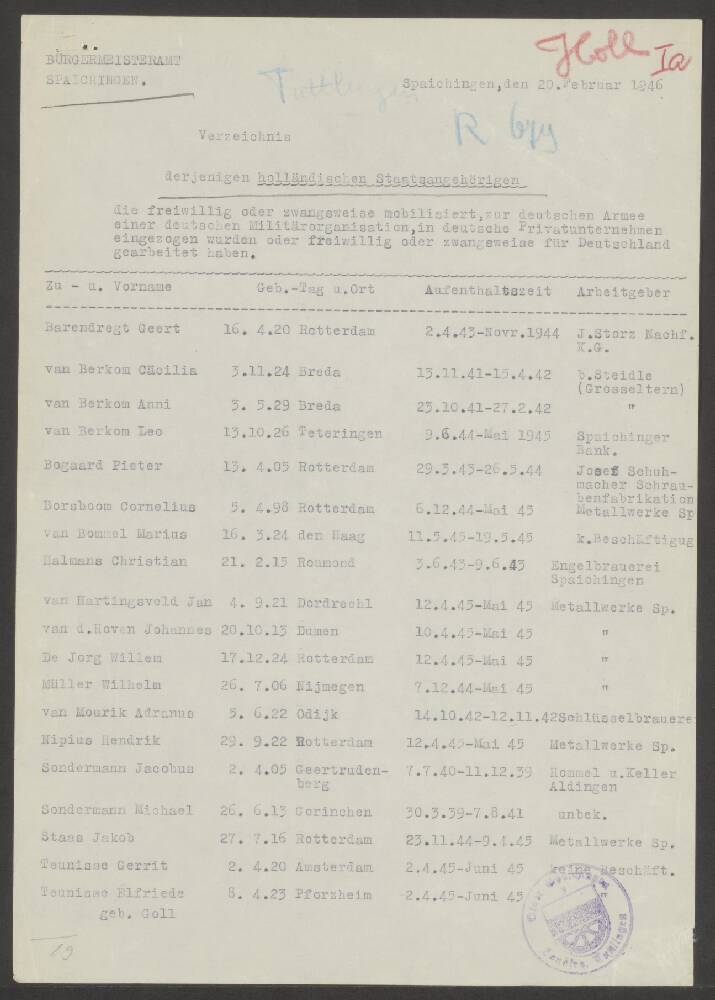 BÜRGERMEISTERAMT
SPAICHINGEN.
Holl Ia
Tuttlingen
Spaichingen,den 20.Februar 1946
R
Verzeichnis
derjenigen holländischen Staatsangehörigen
die freiwillig oder zwangsweise mobilisiert,zur deutschen Armee
einer deutschen Militärorganisation,in deutsche Privatunternehmen
eingezogen wurden oder freiwillig oder zwangsweise für Deutschland
gearbeitet haben.
Zu - u. Vorname Geb.-Tag u.Ort Aufenthaltszeit Arbeitgeber
Barendregt Geert 16. 4.20 Rotterdam 2.4.43-Novr.1944 J.Storz Nachf.
K.G.
van Berkom Cäcilia 3.11.24 Breda 13.11.41-15.4.42 b.Steidle
(Grosseltern)
van Berkom Anni 3. 5.29 Breda 23.10.41-27.2.42 "
van Berkom Leo 13.10.26 Teteringen 9.6.44-Mai 1945 Spaichinger
Bank.
Bogaard Pieter 13. 4.05 Rotterdam 29.3.43-26.5.44 Josef Schuh-
macher Schrau-
benfabrikation
Borsboom Cornelius 5. 4.98 Rotterdam 6.12.44-Mai 45 Metallwerke Sp
van Bommel Marius 16. 3.24 den Haag 11.5.45-19.5.45 k.Beschäftigug
Halmans Christian 21. 2.15 Roumond 3.6.43-9.6.43 Engelbrauerei
Spaichingen
van Hartingsveld Jan 4. 9.21 Dordrechl 12.4.45-Mai 45 Metallwerke Sp.
van d.Hoven Johannes 20.10.13 Dumen 10.4.45-Mai 45 "
De Jorg Willem 17.12.24 Rotterdam 12.4.45-Mai 45 "
Müller Wilhelm 26. 7.06 Nijmegen 7.12.44-Mai 45 "
van Mourik Adranus 5. 6.22 Odijk 14.10.42-12.11.42Schlüsselbrauere
Nipius Hendrik 29. 9.22 Rotterdam 12.4.45-Mai 45 Metallwerke Sp.
Sondermann Jacobus 2. 4.05 Geertruden- 7.7.40-11.12.39 Hommel u.Keller
berg Aldingen
Sondermann Michael 26. 6.13 Gorinchen 30.3.39-7.8.41 unbek.
Staas Jakob 27. 7.16 Rotterdam 23.11.44-9.4.45 Metallwerke Sp.
Teunisse Gerrit 2. 4.20 Amsterdam 2.4.45-Juni 45 keine Beschäft.
Teunisse Elfriede 8. 4.23 Pforzheim 2.4.45-Juni 45 "
geb. Goll
19